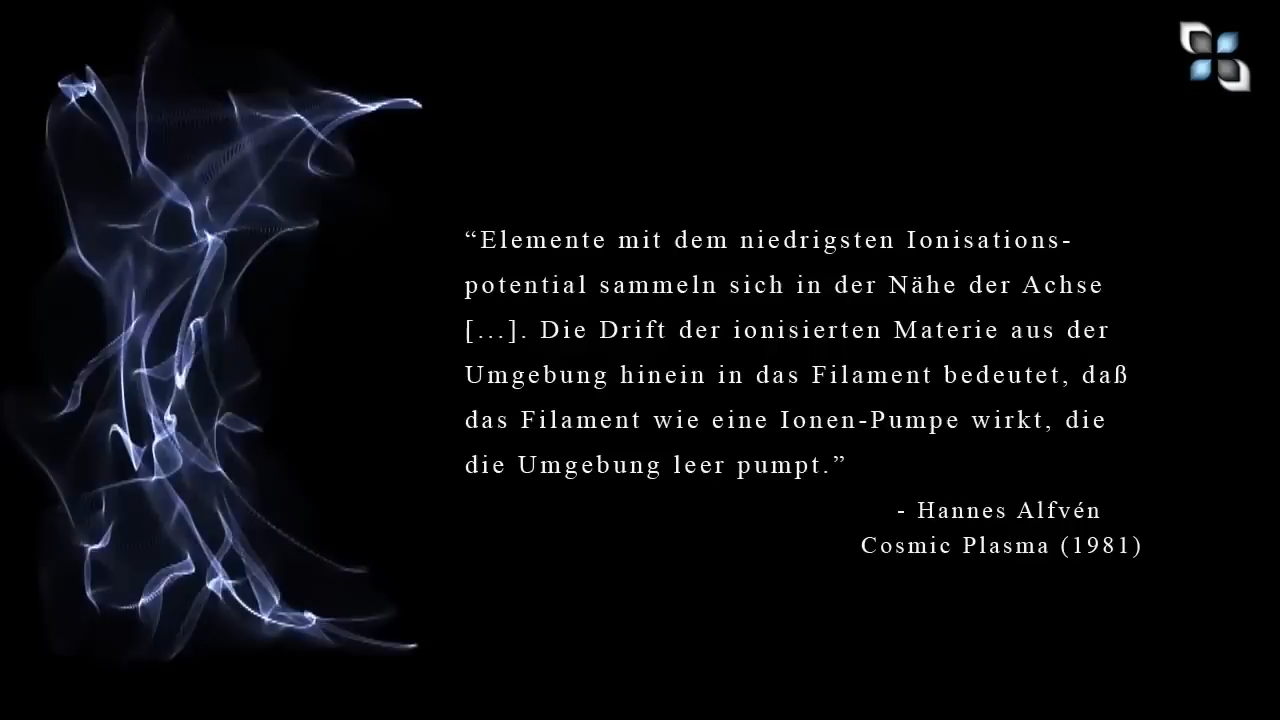 “Elemente mit dem niedrigsten Ionisations-
potential sammeln sich in der Nähe der Achse
[...]. Die Drift der ionisierten Materie aus der
Umgebung hinein in das Filament bedeutet, daß
das Filament wie eine Ionen-Pumpe wirkt, die
die Umgebung leer pumpt.”
- Hannes Alfvén
Cosmic Plasma (1981)